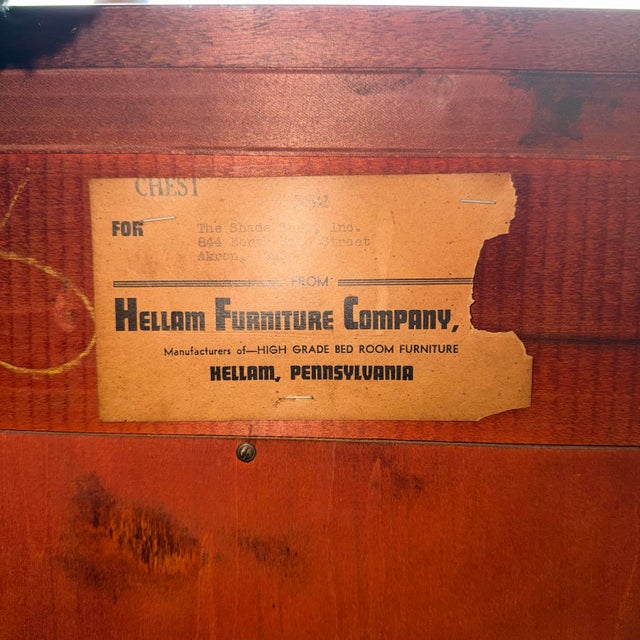 CHEST
FOR
The Shade Inc.
844 Street
Akron,
FROM
HELLAM FURNITURE COMPANY,
Manufacturers of—HIGH GRADE BED ROOM FURNITURE
HELLAM, PENNSYLVANIA